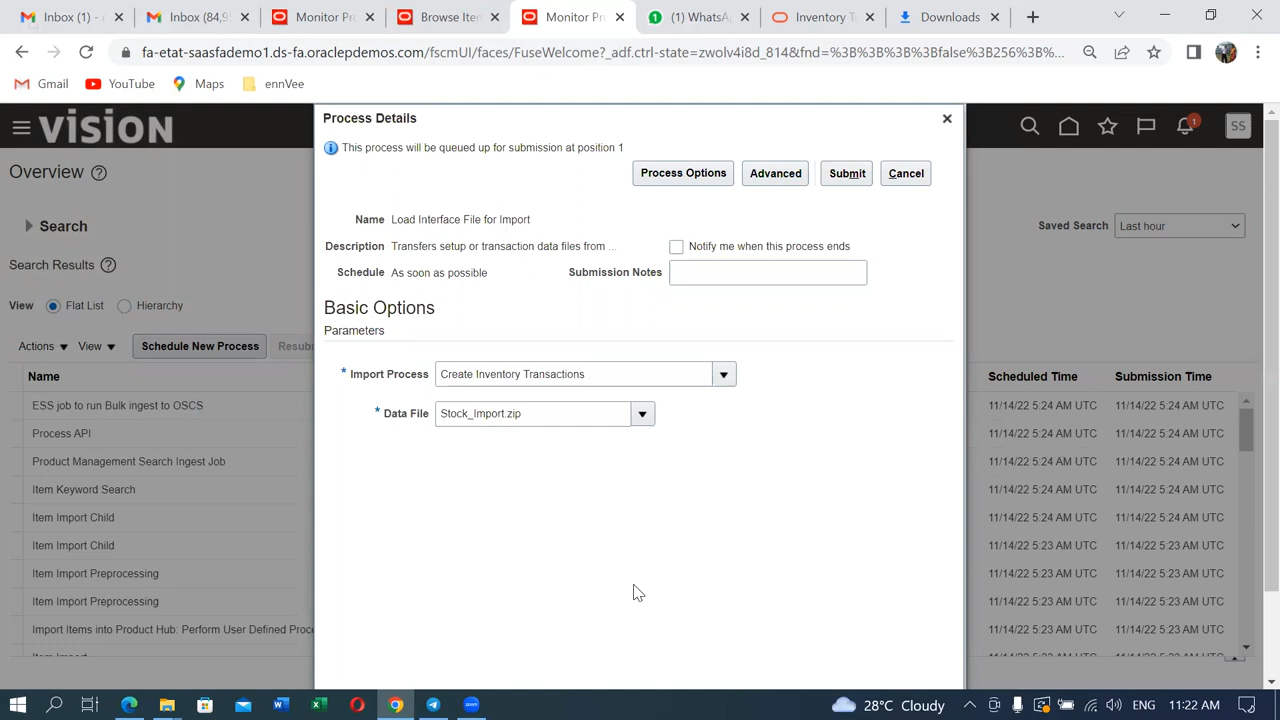 Inbox (1) -
Inbox (84,9
Monitor Pr
Browse Item
Monitor Pr
(1) WhatsA
Inventory T
Downloads
fa-etat-saasfademo1.ds-fa.oraclepdemos.com/fscmUI/faces/FuseWelcome?_adf.ctrl-state=zwolv4i8d_814&fnd=%3B%3B%3B%3Bfalse%3B256%3B%...
Gmail
YouTube
Maps
ennVee
VISION
1
SS
Overview
Search
Saved Search
Last hour
Search Results
View
Flat List
Hierarchy
Actions
View
Schedule New Process
Resub
Name
Scheduled Time
Submission Time
ESS job to run Bulk ingest to OSCS
11/14/22 5:24 AM UTC
11/14/22 5:24 AM UTC
Process API
11/14/22 5:24 AM UTC
11/14/22 5:24 AM UTC
Product Management Search Ingest Job
11/14/22 5:24 AM UTC
11/14/22 5:24 AM UTC
Item Keyword Search
11/14/22 5:24 AM UTC
11/14/22 5:24 AM UTC
Item Import Child
11/14/22 5:24 AM UTC
11/14/22 5:24 AM UTC
Item Import Child
11/14/22 5:23 AM UTC
11/14/22 5:23 AM UTC
Item Import Preprocessing
11/14/22 5:23 AM UTC
11/14/22 5:23 AM UTC
Item Import Preprocessing
11/14/22 5:23 AM UTC
11/14/22 5:23 AM UTC
Import Items into Product Hub: Perform User Defined Proce
11/14/22 5:23 AM UTC
11/14/22 5:23 AM UTC
Process Details
This process will be queued up for submission at position 1
Process Options
Advanced
Submit
Cancel
Name Load Interface File for Import
Description Transfers setup or transaction data files from ...
Notify me when this process ends
Schedule As soon as possible
Submission Notes
Basic Options
Parameters
* Import Process Create Inventory Transactions
* Data File Stock_Import.zip
28°C Cloudy
ENG
11:22 AM